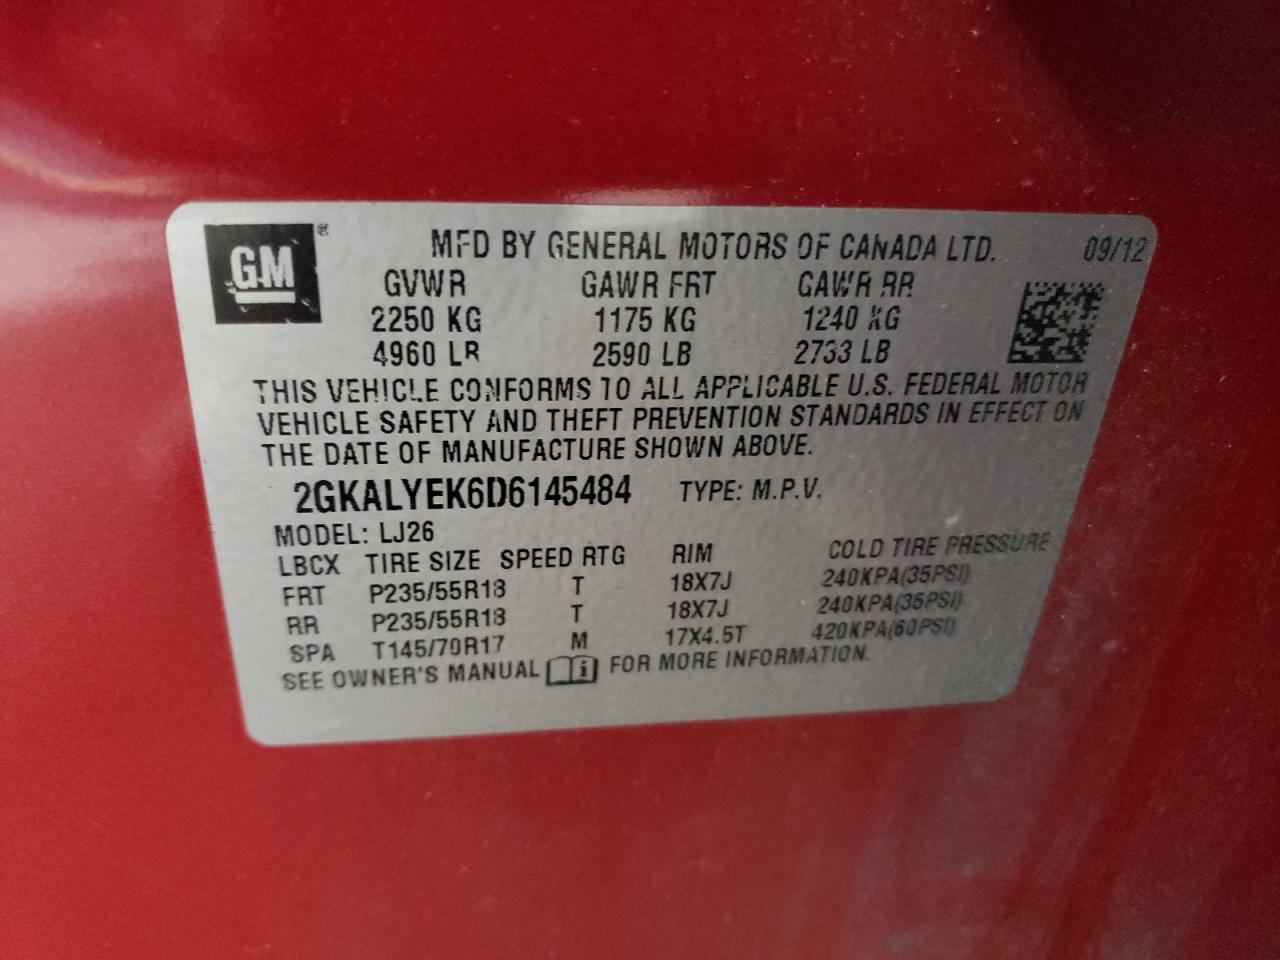 GM®
MFD BY GENERAL MOTORS OF CANADA LTD. 09/12
GVWR GAWR FRT GAWR RR
2250 KG 1175 KG 1240 KG
4960 LB 2590 LB 2733 LB
THIS VEHICLE CONFORMS TO ALL APPLICABLE U.S. FEDERAL MOTOR
VEHICLE SAFETY AND THEFT PREVENTION STANDARDS IN EFFECT ON
THE DATE OF MANUFACTURE SHOWN ABOVE.
2GKALYEK6D6145484 TYPE: M.P.V.
MODEL: LJ26
LBCX TIRE SIZE SPEED RTG RIM COLD TIRE PRESSURE
FRT P235/55R18 T 18X7J 240KPA(35PSI)
RR P235/55R18 T 18X7J 240KPA(35PSI)
SPA T145/70R17 M 17X4.5T 420KPA(60PSI)
SEE OWNER'S MANUAL FOR MORE INFORMATION.